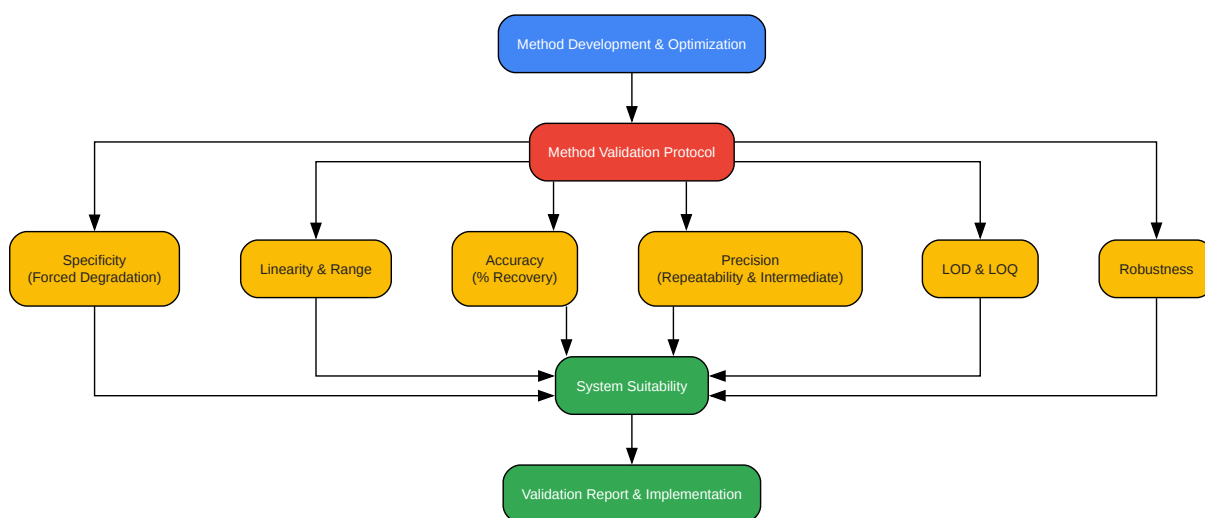 Method Development & Optimization
Method Validation Protocol
Specificity
(Forced Degradation)
Linearity & Range
Accuracy
(% Recovery)
Precision
(Repeatability & Intermediate)
LOD & LOQ
Robustness
System Suitability
Validation Report & Implementation